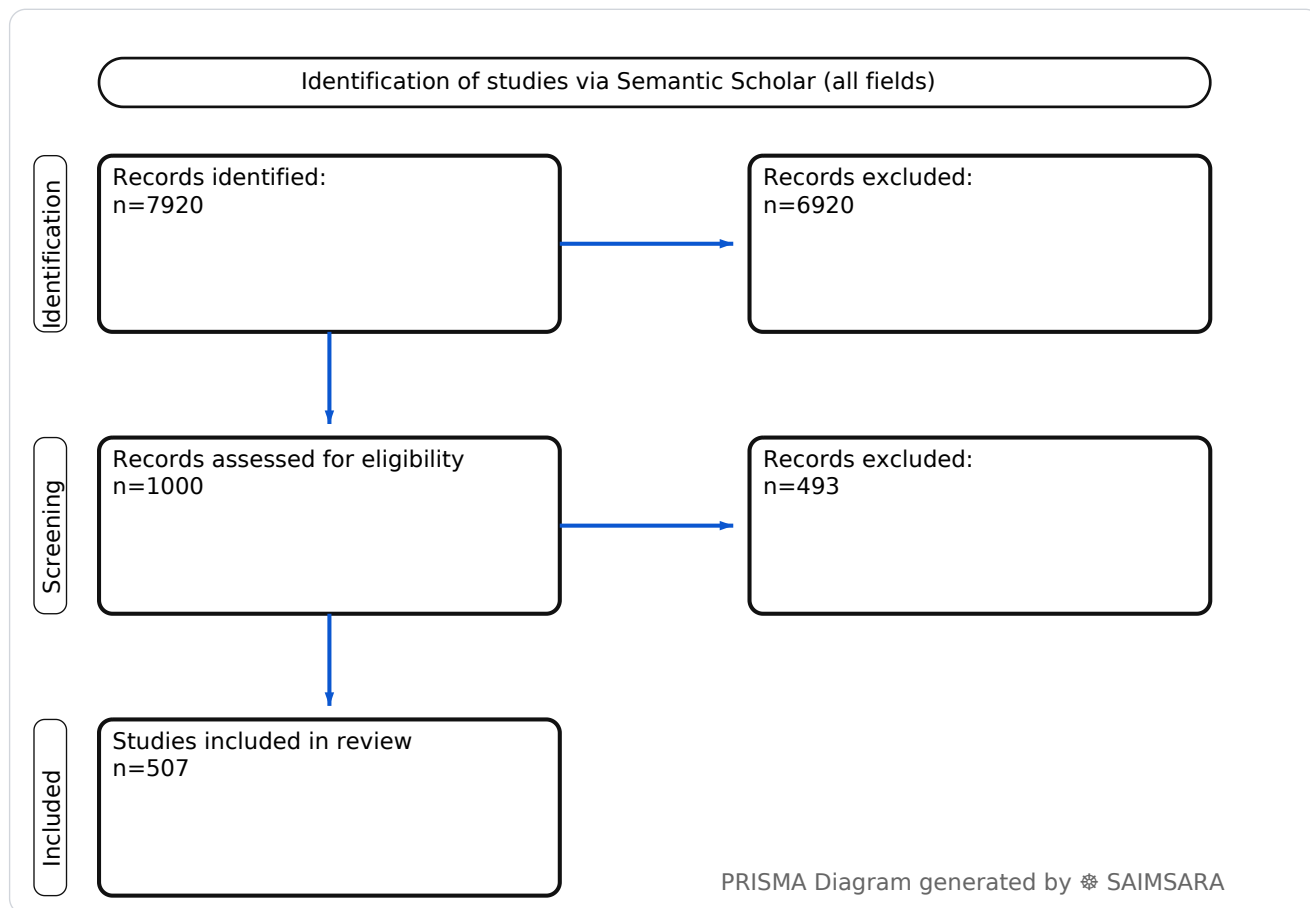 Identification of studies via Semantic Scholar (all fields)
Identification
Records identified:
n=7920
Records excluded:
n=6920
Screening
Records assessed for eligibility
n=1000
Records excluded:
n=493
Included
Studies included in review
n=507
PRISMA Diagram generated by ☸ SAIMSARA